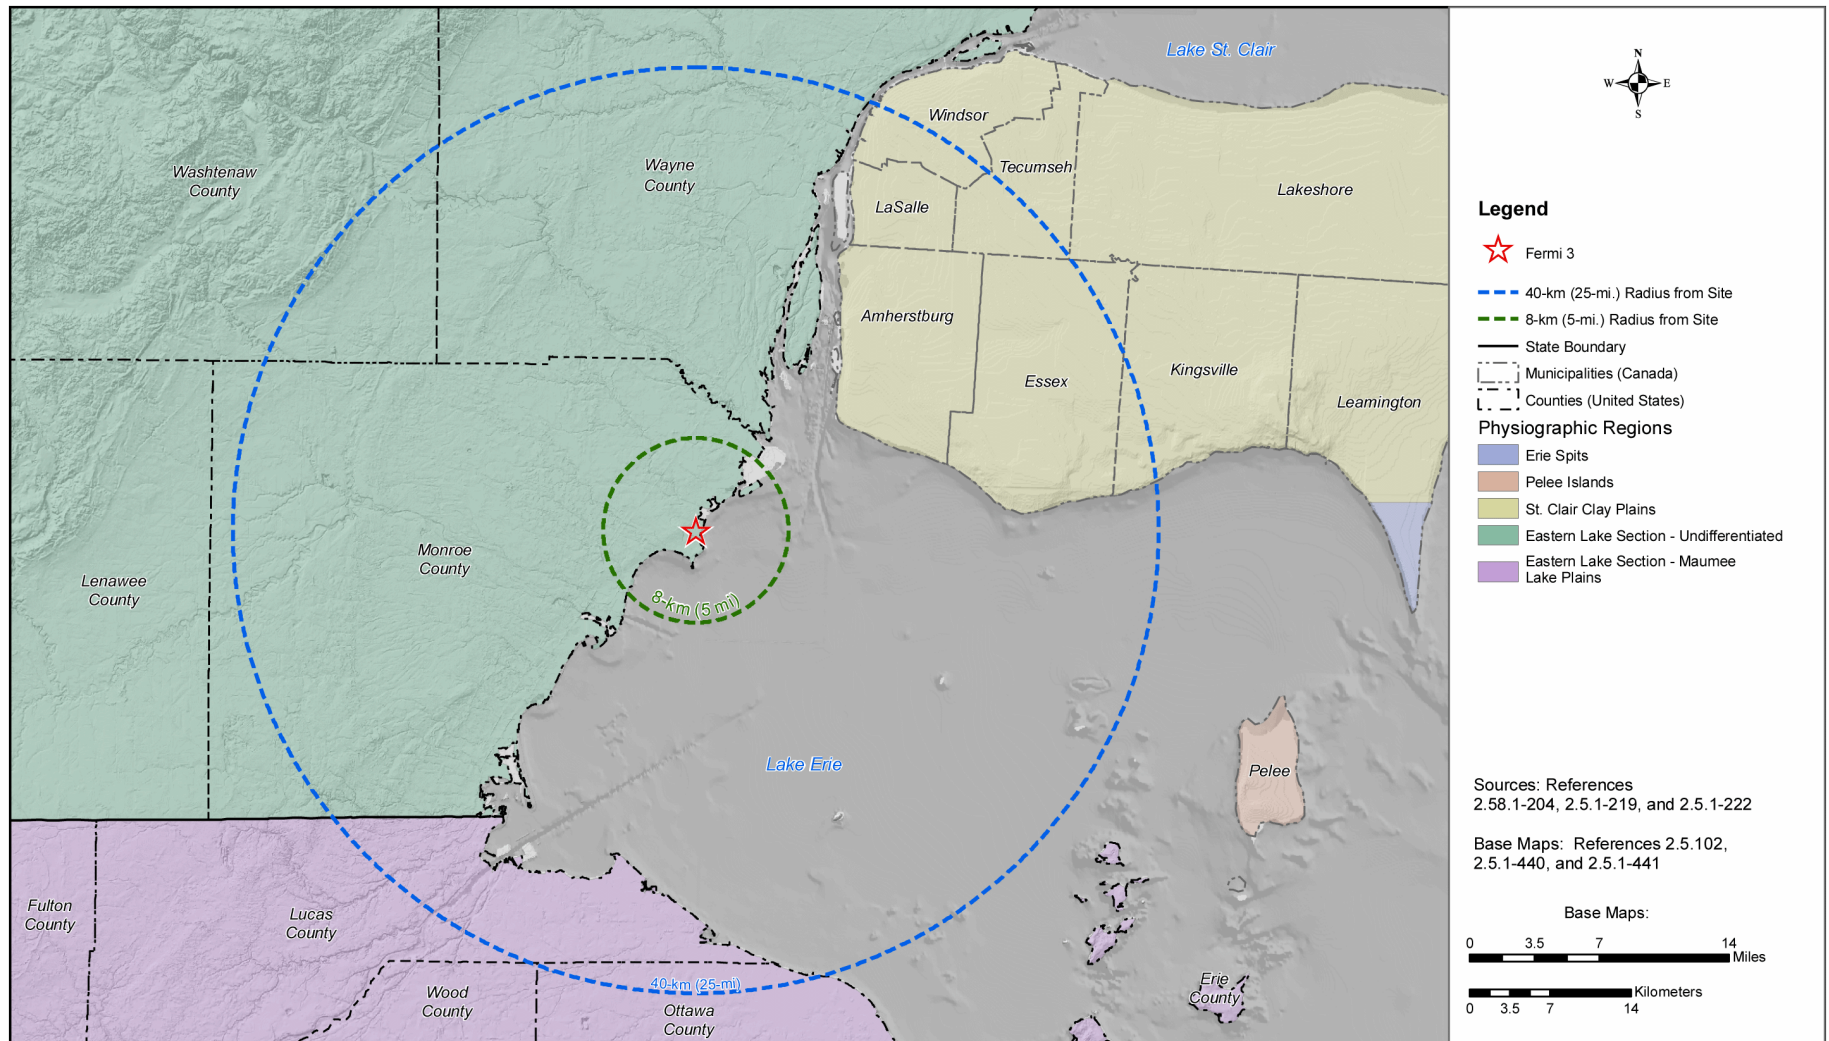 Lake St. Clair
Windsor
Washtenaw
County
Wayne
County
Tecumseh
Lakeshore
LaSalle
Amherstburg
Essex
Kingsville
Leamington
Monroe
County
Lenawee
County
8-km (5 mi)
Lake Erie
Pelee
Fulton
County
Lucas
County
Wood
County
40-km (25-mi)
Ottawa
County
Erie
County
N
W E
S
Legend
Fermi 3
40-km (25-mi.) Radius from Site
8-km (5-mi.) Radius from Site
State Boundary
Municipalities (Canada)
Counties (United States)
Physiographic Regions
Erie Spits
Pelee Islands
St. Clair Clay Plains
Eastern Lake Section - Undifferentiated
Eastern Lake Section - Maumee
Lake Plains
Sources: References
2.58.1-204, 2.5.1-219, and 2.5.1-222
Base Maps: References 2.5.102,
2.5.1-440, and 2.5.1-441
Base Maps:
0 3.5 7 14
Miles
Kilometers
0 3.5 7 14